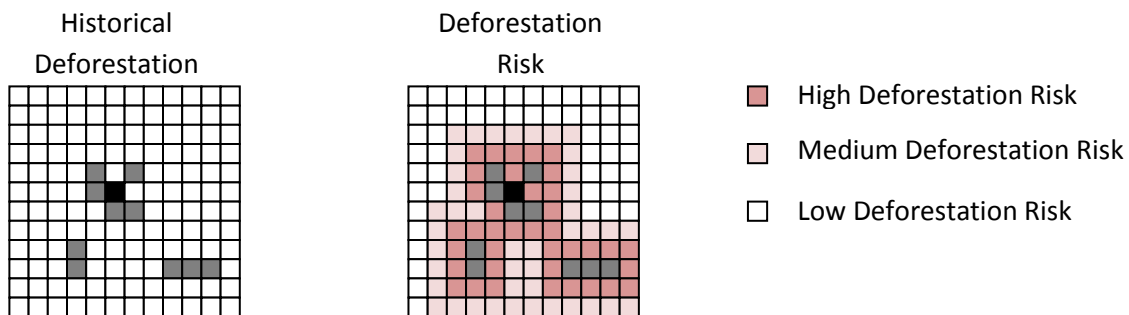 Historical
Deforestation
Deforestation
Risk
High Deforestation Risk
Medium Deforestation Risk
Low Deforestation Risk